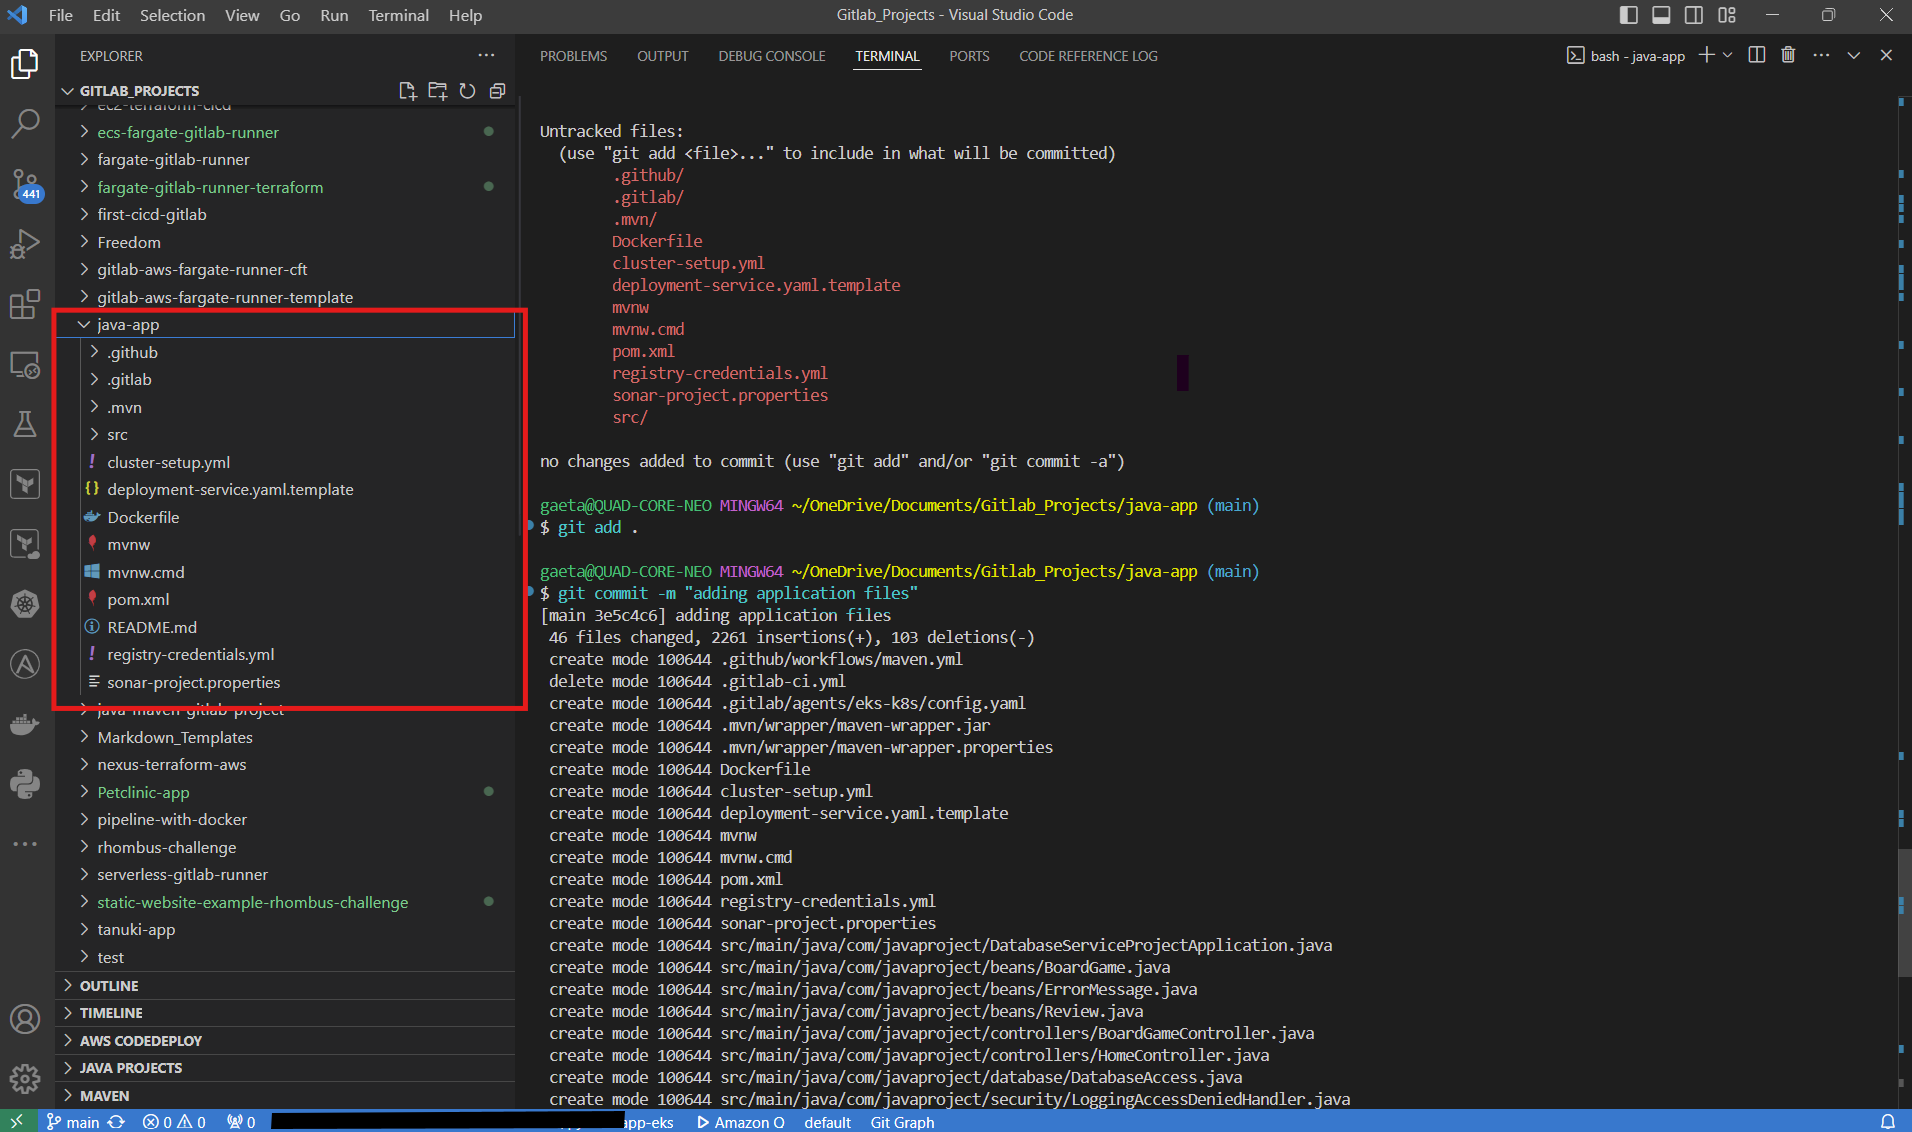 File Edit Selection View Go Run Terminal Help
Gitlab_Projects - Visual Studio Code
EXPLORER
GITLAB_PROJECTS
ec2-terraform-cicd
ecs-fargate-gitlab-runner
fargate-gitlab-runner
fargate-gitlab-runner-terraform
first-cicd-gitlab
Freedom
gitlab-aws-fargate-runner-cft
gitlab-aws-fargate-runner-template
java-app
.github
.gitlab
.mvn
src
cluster-setup.yml
deployment-service.yaml.template
Dockerfile
mvnw
mvnw.cmd
pom.xml
README.md
registry-credentials.yml
sonar-project.properties
java-maven-gitlab-project
Markdown_Templates
nexus-terraform-aws
Petclinic-app
pipeline-with-docker
rhombus-challenge
serverless-gitlab-runner
static-website-example-rhombus-challenge
tanuki-app
test
OUTLINE
TIMELINE
AWS CODEDEPLOY
JAVA PROJECTS
MAVEN
441
PROBLEMS OUTPUT DEBUG CONSOLE TERMINAL PORTS CODE REFERENCE LOG
bash - java-app
Untracked files:
(use "git add <file>..." to include in what will be committed)
.github/
.gitlab/
.mvn/
Dockerfile
cluster-setup.yml
deployment-service.yaml.template
mvnw
mvnw.cmd
pom.xml
registry-credentials.yml
sonar-project.properties
src/
no changes added to commit (use "git add" and/or "git commit -a")
gaeta@QUAD-CORE-NEO MINGW64 ~/OneDrive/Documents/Gitlab_Projects/java-app (main)
$ git add .
gaeta@QUAD-CORE-NEO MINGW64 ~/OneDrive/Documents/Gitlab_Projects/java-app (main)
$ git commit -m "adding application files"
[main 3e5c4c6] adding application files
46 files changed, 2261 insertions(+), 103 deletions(-)
create mode 100644 .github/workflows/maven.yml
delete mode 100644 .gitlab-ci.yml
create mode 100644 .gitlab/agents/eks-k8s/config.yaml
create mode 100644 .mvn/wrapper/maven-wrapper.jar
create mode 100644 .mvn/wrapper/maven-wrapper.properties
create mode 100644 Dockerfile
create mode 100644 cluster-setup.yml
create mode 100644 deployment-service.yaml.template
create mode 100644 mvnw
create mode 100644 mvnw.cmd
create mode 100644 pom.xml
create mode 100644 registry-credentials.yml
create mode 100644 sonar-project.properties
create mode 100644 src/main/java/com/javaproject/DatabaseServiceProjectApplication.java
create mode 100644 src/main/java/com/javaproject/beans/BoardGame.java
create mode 100644 src/main/java/com/javaproject/beans/ErrorMessage.java
create mode 100644 src/main/java/com/javaproject/beans/Review.java
create mode 100644 src/main/java/com/javaproject/controllers/BoardGameController.java
create mode 100644 src/main/java/com/javaproject/controllers/HomeController.java
create mode 100644 src/main/java/com/javaproject/database/DatabaseAccess.java
create mode 100644 src/main/java/com/javaproject/security/LoggingAccessDeniedHandler.java
main 0 0 0 app-eks Amazon Q default Git Graph